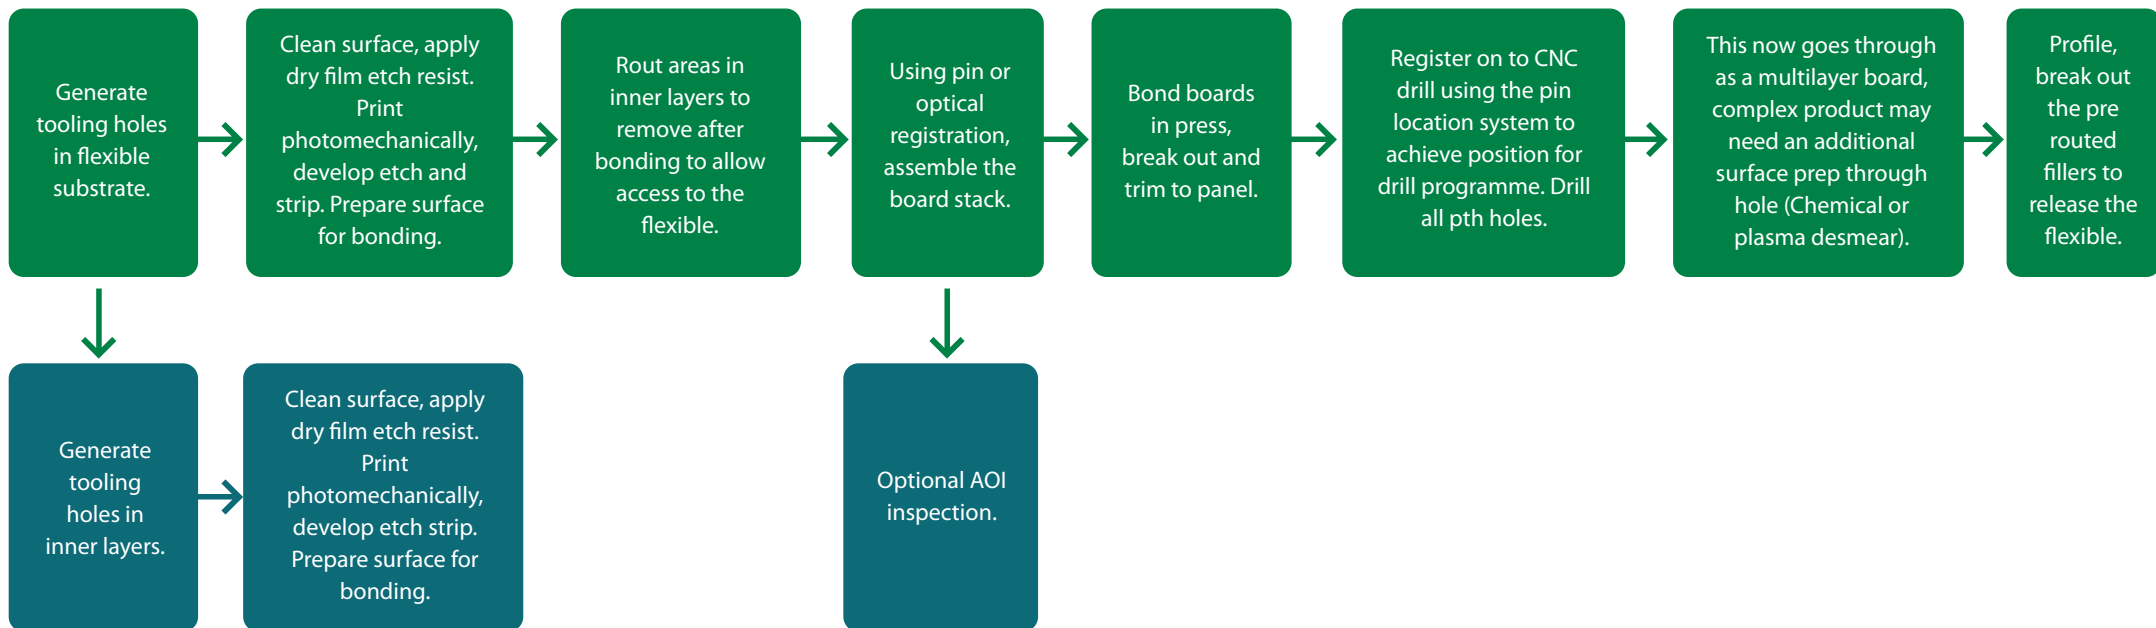 Generate
tooling holes
in flexible
substrate.
Clean surface, apply
dry film etch resist.
Print
photomechanically,
develop etch and
strip. Prepare surface
for bonding.
Rout areas in
inner layers to
remove after
bonding to allow
access to the
flexible.
Using pin or
optical
registration,
assemble the
board stack.
Bond boards
in press,
break out and
trim to panel.
Register on to CNC
drill using the pin
location system to
achieve position for
drill programme. Drill
all pth holes.
This now goes through
as a multilayer board,
complex product may
need an additional
surface prep through
hole (Chemical or
plasma desmear).
Profile,
break out
the pre
routed
fillers to
release the
flexible.
Generate
tooling
holes in
inner layers.
Clean surface, apply
dry film etch resist.
Print
photomechanically,
develop etch strip.
Prepare surface for
bonding.
Optional AOI
inspection.